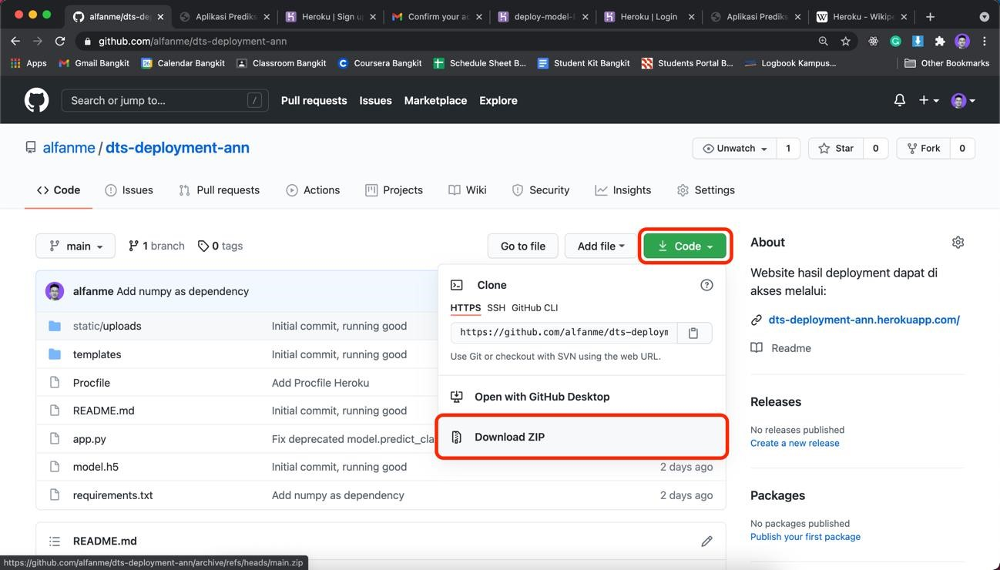 alfanme/dts-de
Aplikasi Prediks
Heroku | Sign u
Confirm your ac
deploy-model-l
Heroku | Login
Aplikasi Prediks
Heroku - Wikipe
github.com/alfanme/dts-deployment-ann
Apps
Gmail Bangkit
Calendar Bangkit
Classroom Bangkit
Coursera Bangkit
Schedule Sheet B...
Student Kit Bangkit
Students Portal B...
Logbook Kampus...
Other Bookmarks
Search or jump to...
/
Pull requests
Issues
Marketplace
Explore
alfanme / dts-deployment-ann
Unwatch
1
Star
0
Fork
0
Code
Issues
Pull requests
Actions
Projects
Wiki
Security
Insights
Settings
main
1 branch
0 tags
Go to file
Add file
Code
Clone
HTTPS
SSH
GitHub CLI
https://github.com/alfanme/dts-deploym
Use Git or checkout with SVN using the web URL.
Open with GitHub Desktop
Download ZIP
alfanme Add numpy as dependency
static/uploads
Initial commit, running good
templates
Initial commit, running good
Procfile
Add Procfile Heroku
README.md
Initial commit, running good
app.py
Fix deprecated model.predict_cla
model.h5
Initial commit, running good
2 days ago
requirements.txt
Add numpy as dependency
2 days ago
README.md
About
Website hasil deployment dapat di
akses melalui:
dts-deployment-ann.herokuapp.com/
Readme
Releases
No releases published
Create a new release
Packages
No packages published
Publish your first package
https://github.com/alfanme/dts-deployment-ann/archive/refs/heads/main.zip